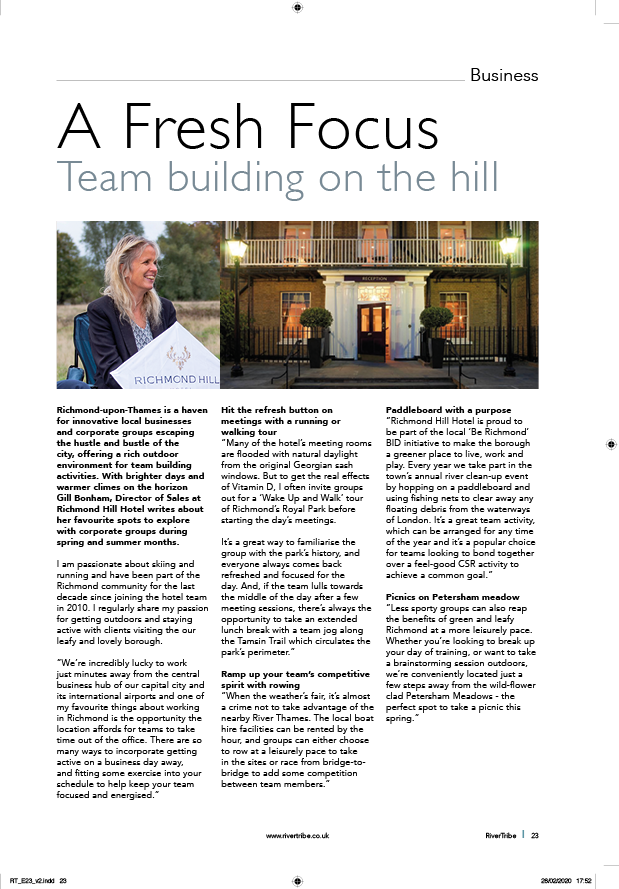 Business
A Fresh Focus
Team building on the hill
RECEPTION
RICHMOND HILL
Richmond-upon-Thames is a haven
for innovative local businesses
and corporate groups escaping
the hustle and bustle of the
city, offering a rich outdoor
environment for team building
activities. With brighter days and
warmer climes on the horizon
Gill Bonham, Director of Sales at
Richmond Hill Hotel writes about
her favourite spots to explore
with corporate groups during
spring and summer months.
I am passionate about skiing and
running and have been part of the
Richmond community for the last
decade since joining the hotel team
in 2010. I regularly share my passion
for getting outdoors and staying
active with clients visiting the our
leafy and lovely borough.
“We’re incredibly lucky to work
just minutes away from the central
business hub of our capital city and
its international airports and one of
my favourite things about working
in Richmond is the opportunity the
location affords for teams to take
time out of the office. There are so
many ways to incorporate getting
active on a business day away,
and fitting some exercise into your
schedule to help keep your team
focused and energised.”
Hit the refresh button on
meetings with a running or
walking tour
“Many of the hotel’s meeting rooms
are flooded with natural daylight
from the original Georgian sash
windows. But to get the real effects
of Vitamin D, I often invite groups
out for a ‘Wake Up and Walk’ tour
of Richmond’s Royal Park before
starting the day’s meetings.
It’s a great way to familiarise the
group with the park’s history, and
everyone always comes back
refreshed and focused for the
day. And, if the team lulls towards
the middle of the day after a few
meeting sessions, there’s always the
opportunity to take an extended
lunch break with a team jog along
the Tamsin Trail which circulates the
park’s perimeter.”
Ramp up your team’s competitive
spirit with rowing
“When the weather’s fair, it’s almost
a crime not to take advantage of the
nearby River Thames. The local boat
hire facilities can be rented by the
hour, and groups can either choose
to row at a leisurely pace to take
in the sites or race from bridge-to-
bridge to add some competition
between team members.”
Paddleboard with a purpose
“Richmond Hill Hotel is proud to
be part of the local ‘Be Richmond’
BID initiative to make the borough
a greener place to live, work and
play. Every year we take part in the
town’s annual river clean-up event
by hopping on a paddleboard and
using fishing nets to clear away any
floating debris from the waterways
of London. It’s a great team activity,
which can be arranged for any time
of the year and it’s a popular choice
for teams looking to bond together
over a feel-good CSR activity to
achieve a common goal.”
Picnics on Petersham meadow
“Less sporty groups can also reap
the benefits of green and leafy
Richmond at a more leisurely pace.
Whether you’re looking to break up
your day of training, or want to take
a brainstorming session outdoors,
we’re conveniently located just a
few steps away from the wild-flower
clad Petersham Meadows - the
perfect spot to take a picnic this
spring.”
www.rivertribe.co.uk
RiverTribe | 23
RT_E23_v2.indd 23
28/02/2020 17:52